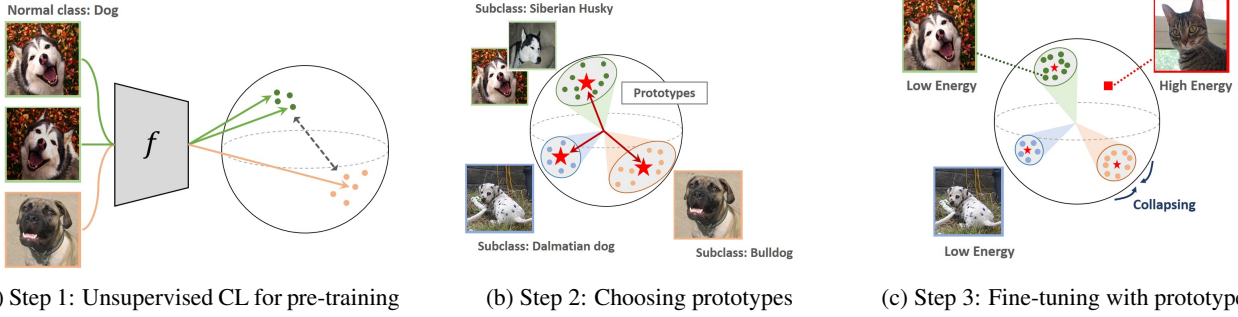 Normal class: Dog
f
) Step 1: Unsupervised CL for pre-training
Subclass: Siberian Husky
Prototypes
Subclass: Dalmatian dog
Subclass: Bulldog
(b) Step 2: Choosing prototypes
Low Energy
High Energy
Collapsing
Low Energy
(c) Step 3: Fine-tuning with prototype